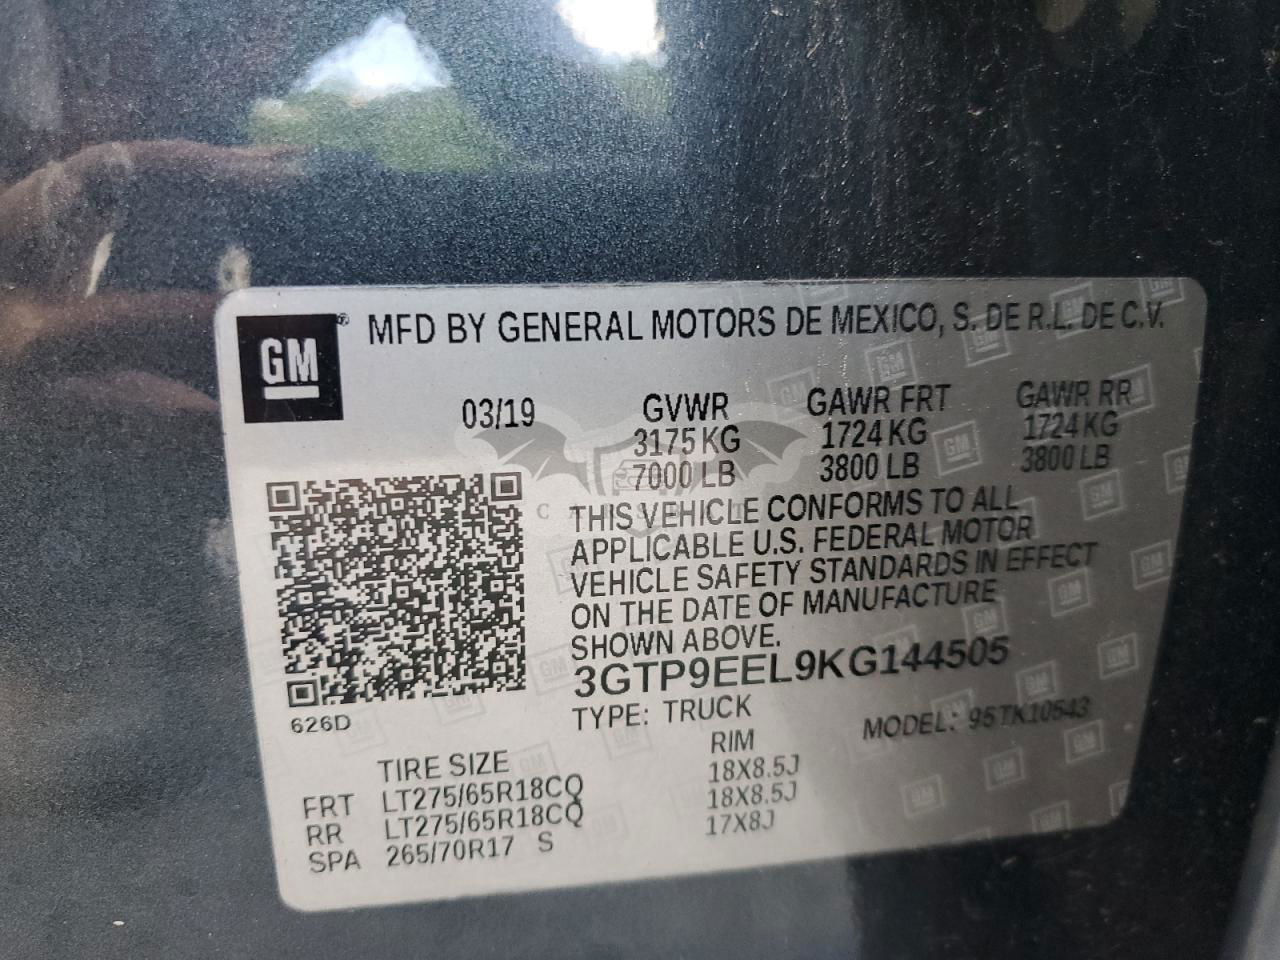 GM
MFD BY GENERAL MOTORS DE MEXICO, S. DE R.L. DE C.V.
03/19 GVWR GAWR FRT GAWR RR
3175 KG 1724 KG 1724 KG
7000 LB 3800 LB 3800 LB
THIS VEHICLE CONFORMS TO ALL
APPLICABLE U.S. FEDERAL MOTOR
VEHICLE SAFETY STANDARDS IN EFFECT
ON THE DATE OF MANUFACTURE
SHOWN ABOVE.
3GTP9EEL9KG144505
626D
TYPE: TRUCK MODEL: 95TK10543
TIRE SIZE RIM
FRT LT275/65R18CQ 18X8.5J
RR LT275/65R18CQ 18X8.5J
SPA 265/70R17 S 17X8J